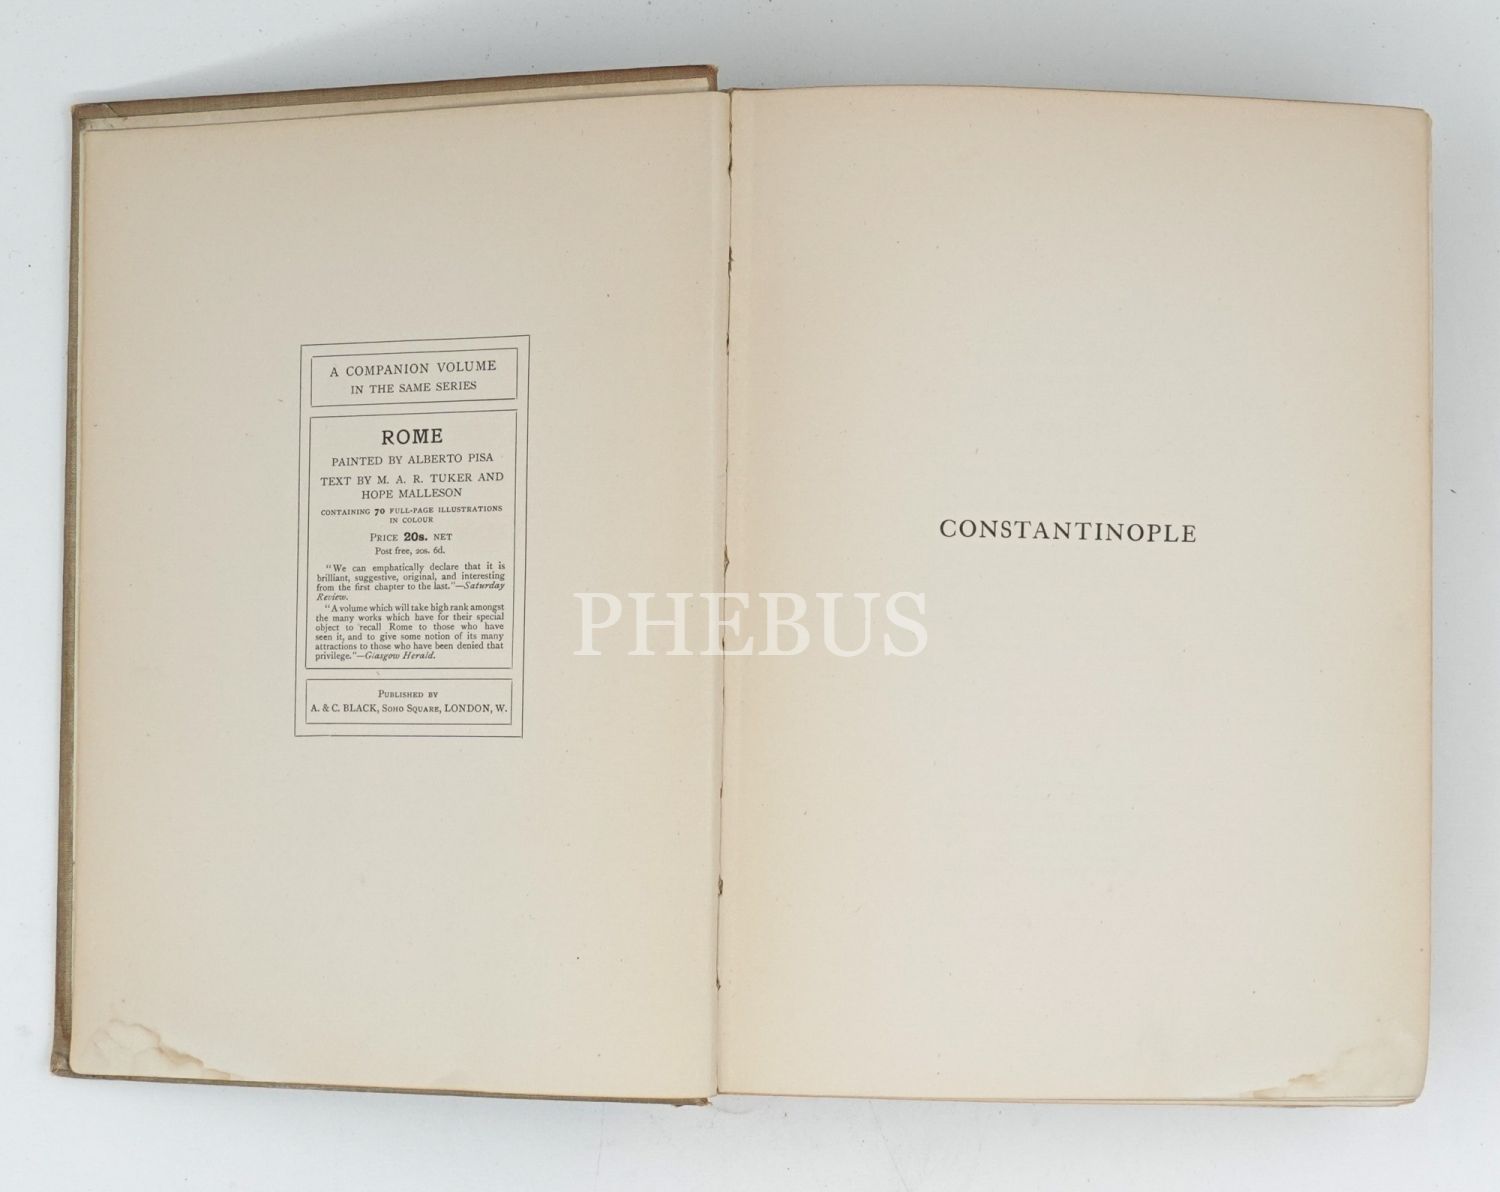 A COMPANION VOLUME
IN THE SAME SERIES
ROME
PAINTED BY ALBERTO PISA
TEXT BY M. A. R. TUKER AND
HOPE MALLESON
CONTAINING 70 FULL-PAGE ILLUSTRATIONS
IN COLOUR
PRICE 20s. NET
Post free, 20s. 6d.
"We can emphatically declare that it is
brilliant, suggestive, original, and interesting
from the first chapter to the last."—Saturday
Review.
"A volume which will take high rank amongst
the many works which have for their special
object to recall Rome to those who have
seen it, and to give some notion of its many
attractions to those who have been denied that
privilege."—Glasgow Herald.
PUBLISHED BY
A. & C. BLACK, SOHO SQUARE, LONDON, W.
CONSTANTINOPLE
PHEBUS